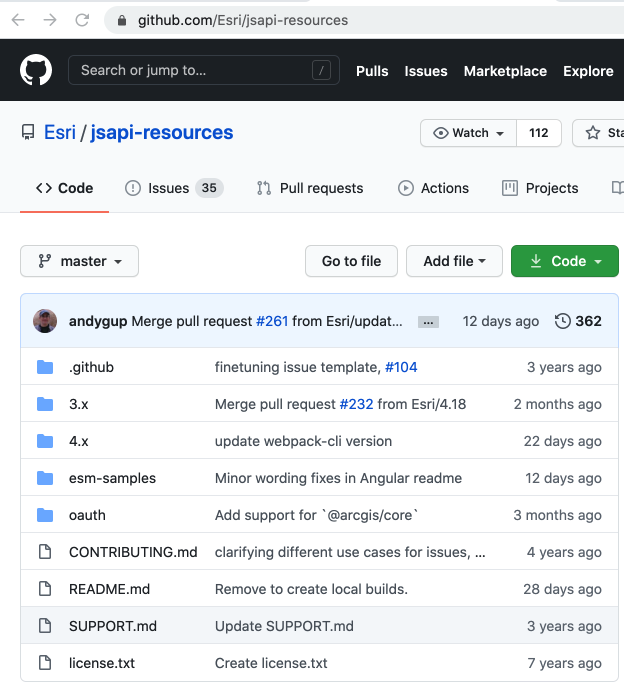 github.com/Esri/jsapi-resources
Search or jump to… / Pulls Issues Marketplace Explore
Esri / jsapi-resources Watch 112
Code Issues 35 Pull requests Actions Projects
master Go to file Add file Code
andygup Merge pull request #261 from Esri/updat… ... 12 days ago 362
.github finetuning issue template, #104 3 years ago
3.x Merge pull request #232 from Esri/4.18 2 months ago
4.x update webpack-cli version 22 days ago
esm-samples Minor wording fixes in Angular readme 12 days ago
oauth Add support for `@arcgis/core` 3 months ago
CONTRIBUTING.md clarifying different use cases for issues, … 4 years ago
README.md Remove to create local builds. 28 days ago
SUPPORT.md Update SUPPORT.md 3 years ago
license.txt Create license.txt 7 years ago